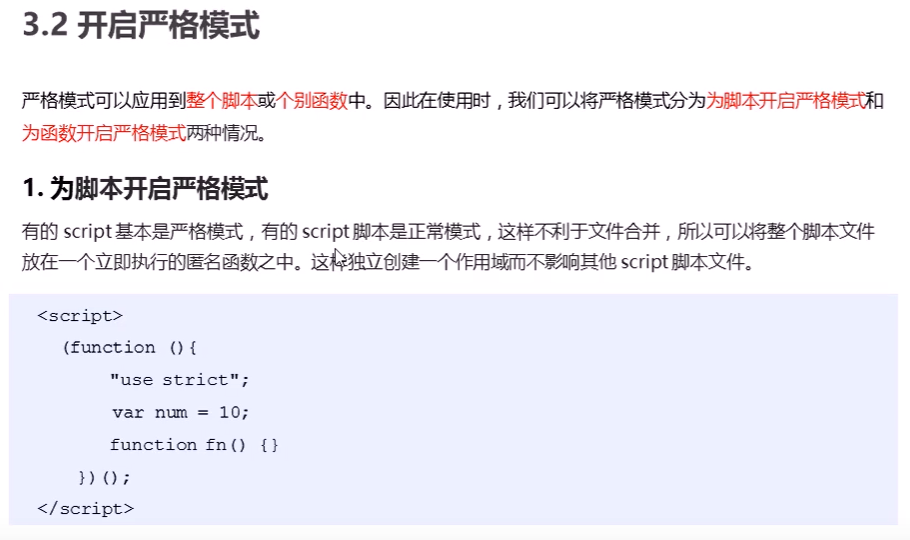 3.2 开启严格模式
严格模式可以应用到整个脚本或个别函数中。因此在使用时，我们可以将严格模式分为为脚本开启严格模式和
为函数开启严格模式两种情况。
1. 为脚本开启严格模式
有的 script 基本是严格模式，有的 script 脚本是正常模式，这样不利于文件合并，所以可以将整个脚本文件
放在一个立即执行的匿名函数之中。这样独立创建一个作用域而不影响其他 script 脚本文件。
<script>
(function (){
"use strict";
var num = 10;
function fn() {}
})();
</script>